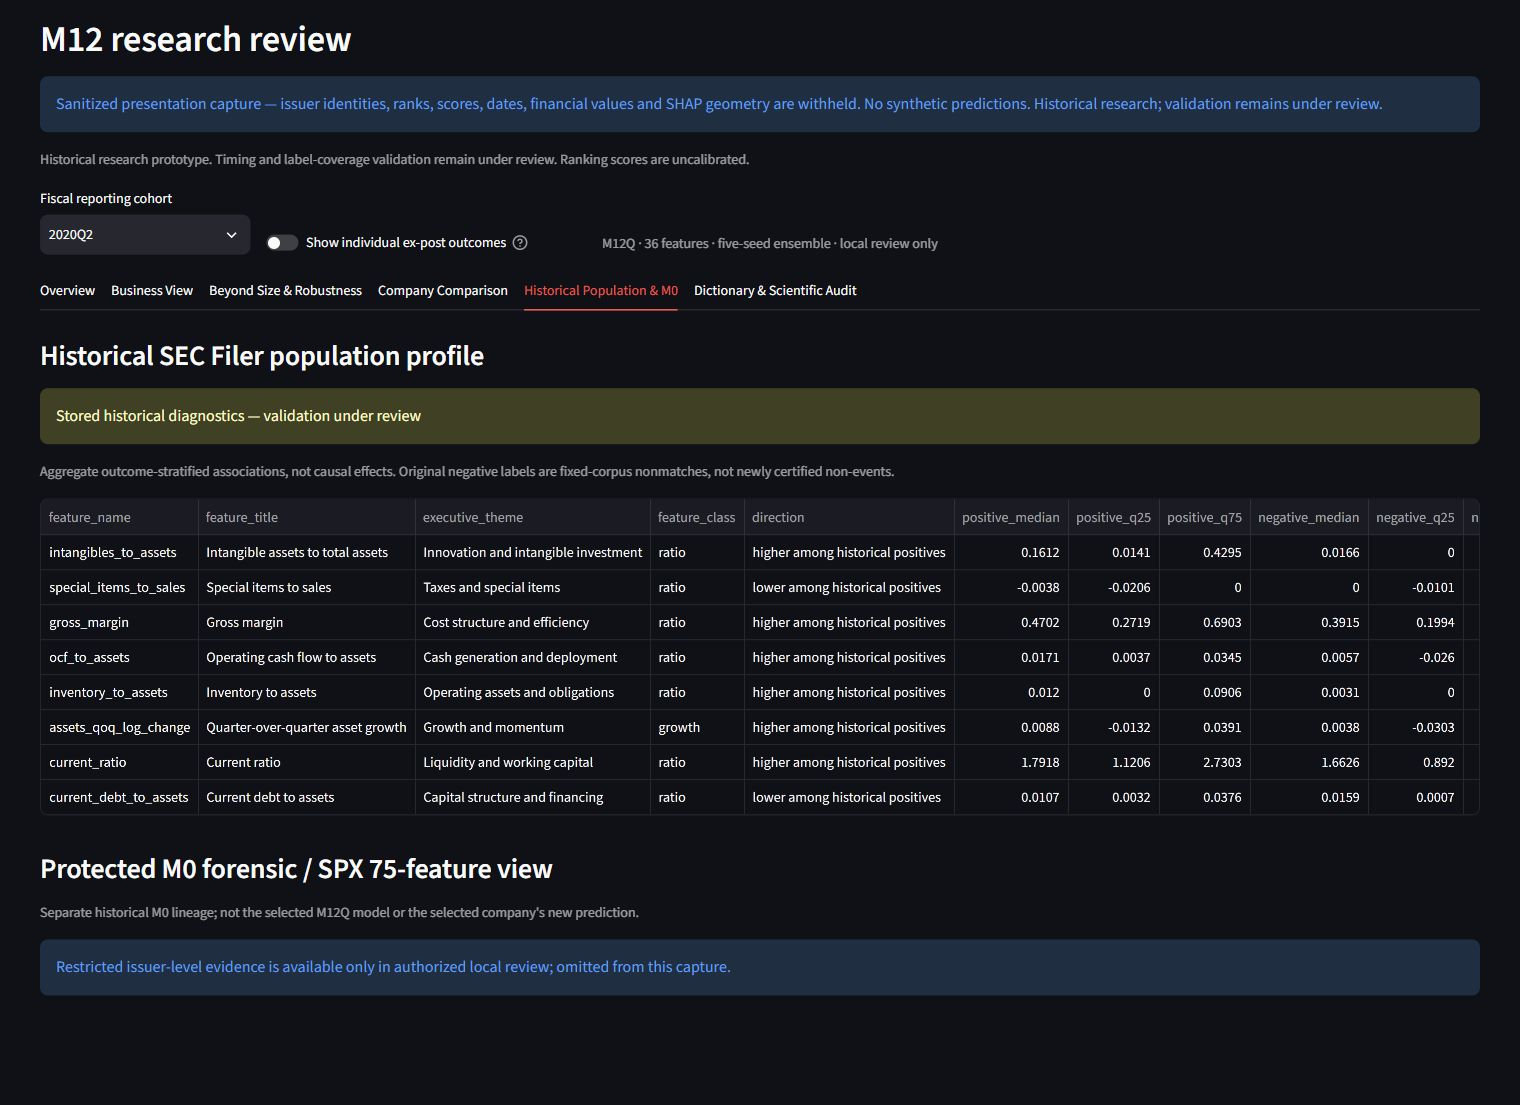 M12 research review
Sanitized presentation capture — issuer identities, ranks, scores, dates, financial values and SHAP geometry are withheld. No synthetic predictions. Historical research; validation remains under review.
Historical research prototype. Timing and label-coverage validation remain under review. Ranking scores are uncalibrated.
Fiscal reporting cohort
2020Q2
Show individual ex-post outcomes
M12Q · 36 features · five-seed ensemble · local review only
Overview Business View Beyond Size & Robustness Company Comparison Historical Population & M0 Dictionary & Scientific Audit
Historical SEC Filer population profile
Stored historical diagnostics — validation under review
Aggregate outcome-stratified associations, not causal effects. Original negative labels are fixed-corpus nonmatches, not newly certified non-events.
feature_name feature_title executive_theme feature_class direction positive_median positive_q25 positive_q75 negative_median negative_q25 n
intangibles_to_assets Intangible assets to total assets Innovation and intangible investment ratio higher among historical positives 0.1612 0.0141 0.4295 0.0166 0
special_items_to_sales Special items to sales Taxes and special items ratio lower among historical positives -0.0038 -0.0206 0 0 -0.0101
gross_margin Gross margin Cost structure and efficiency ratio higher among historical positives 0.4702 0.2719 0.6903 0.3915 0.1994
ocf_to_assets Operating cash flow to assets Cash generation and deployment ratio higher among historical positives 0.0171 0.0037 0.0345 0.0057 -0.026
inventory_to_assets Inventory to assets Operating assets and obligations ratio higher among historical positives 0.012 0 0.0906 0.0031 0
assets_qoq_log_change Quarter-over-quarter asset growth Growth and momentum growth higher among historical positives 0.0088 -0.0132 0.0391 0.0038 -0.0303
current_ratio Current ratio Liquidity and working capital ratio higher among historical positives 1.7918 1.1206 2.7303 1.6626 0.892
current_debt_to_assets Current debt to assets Capital structure and financing ratio lower among historical positives 0.0107 0.0032 0.0376 0.0159 0.0007
Protected M0 forensic / SPX 75-feature view
Separate historical M0 lineage; not the selected M12Q model or the selected company's new prediction.
Restricted issuer-level evidence is available only in authorized local review; omitted from this capture.